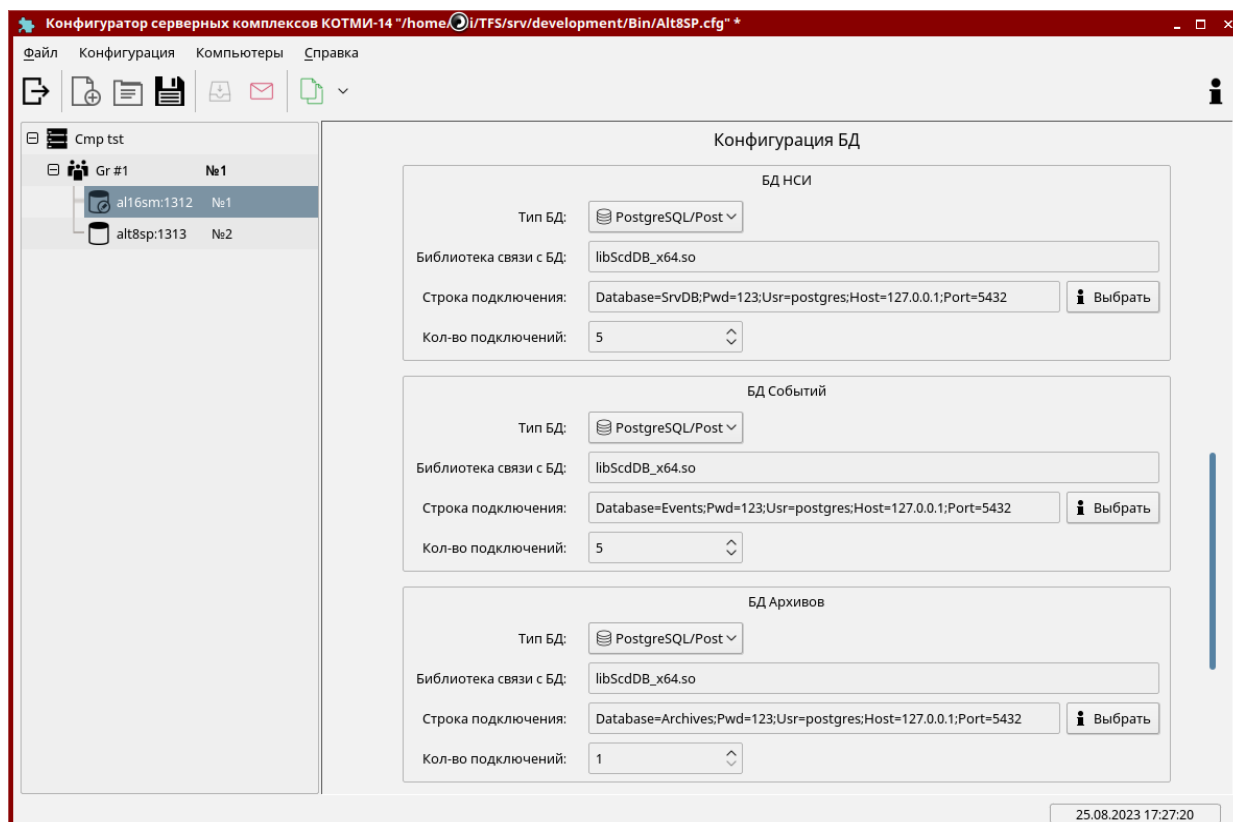 Конфигуратор серверных комплексов КОТМИ-14 "/home/i/TFS/srv/development/Bin/Alt8SP.cfg" *
Файл Конфигурация Компьютеры Справка
Cmp tst
Gr #1 №1
al16sm:1312 №1
alt8sp:1313 №2
Конфигурация БД
БД НСИ
Тип БД: PostgreSQL/Post
Библиотека связи с БД: libScdDB_x64.so
Строка подключения: Database=SrvDB;Pwd=123;Usr=postgres;Host=127.0.0.1;Port=5432 Выбрать
Кол-во подключений: 5
БД Событий
Тип БД: PostgreSQL/Post
Библиотека связи с БД: libScdDB_x64.so
Строка подключения: Database=Events;Pwd=123;Usr=postgres;Host=127.0.0.1;Port=5432 Выбрать
Кол-во подключений: 5
БД Архивов
Тип БД: PostgreSQL/Post
Библиотека связи с БД: libScdDB_x64.so
Строка подключения: Database=Archives;Pwd=123;Usr=postgres;Host=127.0.0.1;Port=5432 Выбрать
Кол-во подключений: 1
25.08.2023 17:27:20